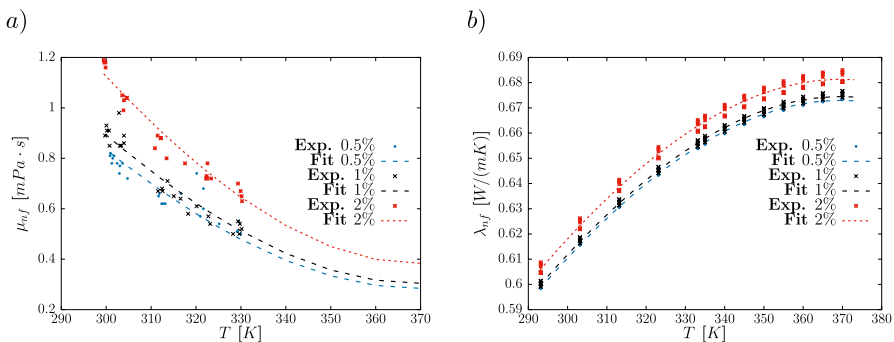 a)
b)
1.2
1
0.8
0.6
0.4
0.2
290
300
310
320
330
340
350
360
370
μnf [mPa · s]
T [K]
Exp. 0.5%
Fit 0.5%
Exp. 1%
Fit 1%
Exp. 2%
Fit 2%
0.69
0.68
0.67
0.66
0.65
0.64
0.63
0.62
0.61
0.6
0.59
290
300
310
320
330
340
350
360
370
380
λnf [W/(mK)]
T [K]
Exp. 0.5%
Fit 0.5%
Exp. 1%
Fit 1%
Exp. 2%
Fit 2%